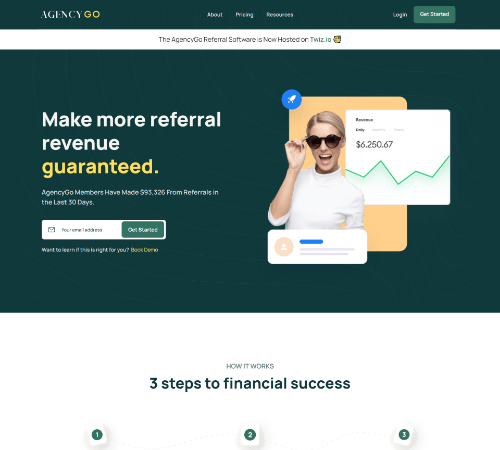 AGENCYGO
About
Pricing
Resources
Login
Get Started
The AgencyGo Referral Software is Now Hosted on Twiz.io
Make more referral
revenue
guaranteed.
AgencyGo Members Have Made $93,326 From Referrals in
the Last 30 Days.
Your email address
Get Started
Want to learn if this is right for you? Book Demo
Revenue
Daily
$6,250.67
HOW IT WORKS
3 steps to financial success
1
2
3